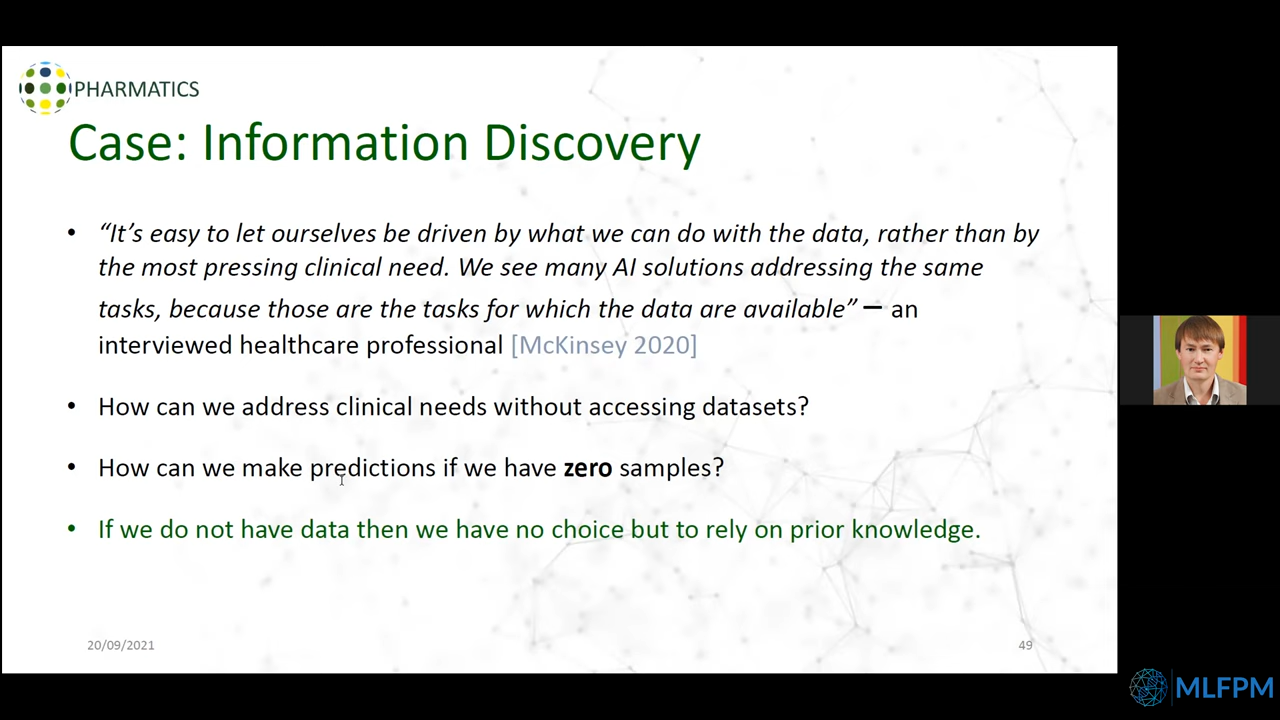 PHARMATICS
Case: Information Discovery
• “It’s easy to let ourselves be driven by what we can do with the data, rather than by
the most pressing clinical need. We see many AI solutions addressing the same
tasks, because those are the tasks for which the data are available” — an
interviewed healthcare professional [McKinsey 2020]
• How can we address clinical needs without accessing datasets?
• How can we make predictions if we have zero samples?
• If we do not have data then we have no choice but to rely on prior knowledge.
20/09/2021
49
MLFPM